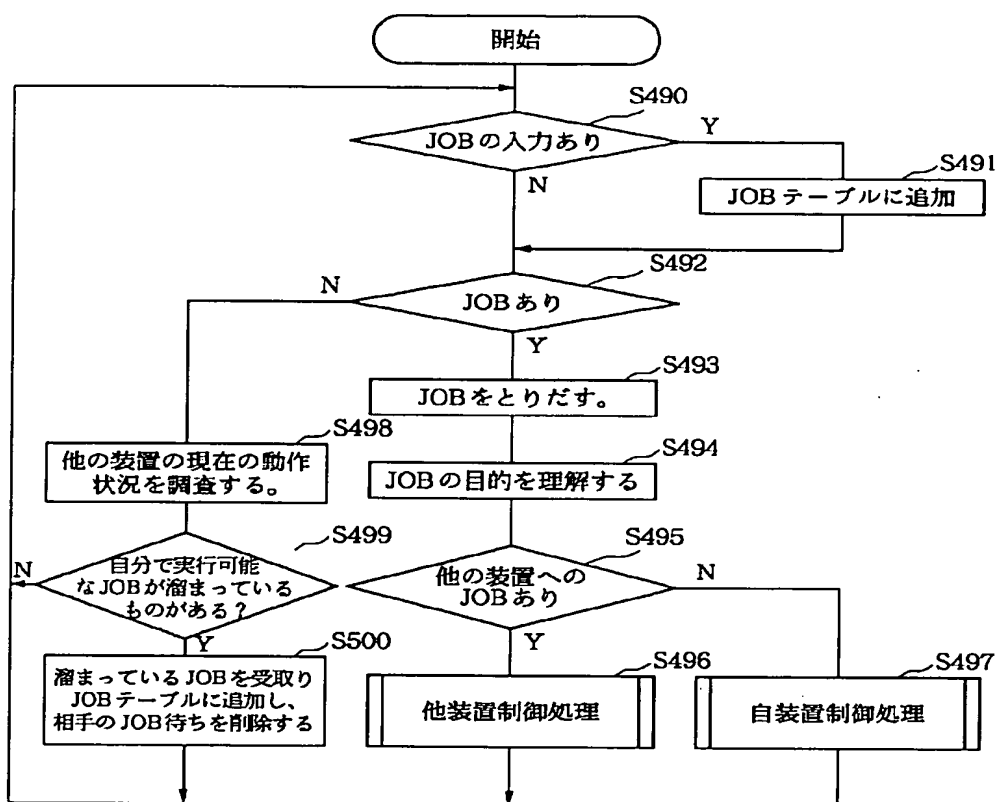 開始
S490
JOBの入力あり
Y
N
S491
JOBテーブルに追加
S492
JOBあり
N
Y
S493
JOBをとりだす。
S498
他の装置の現在の動作
状況を調査する。
S494
JOBの目的を理解する
S499
自分で実行可能
なJOBが溜まっている
ものがある?
N
Y
S495
他の装置への
JOBあり
N
Y
S500
溜まっているJOBを受取り
JOBテーブルに追加し、
相手のJOB待ちを削除する
S496
他装置制御処理
S497
自装置制御処理